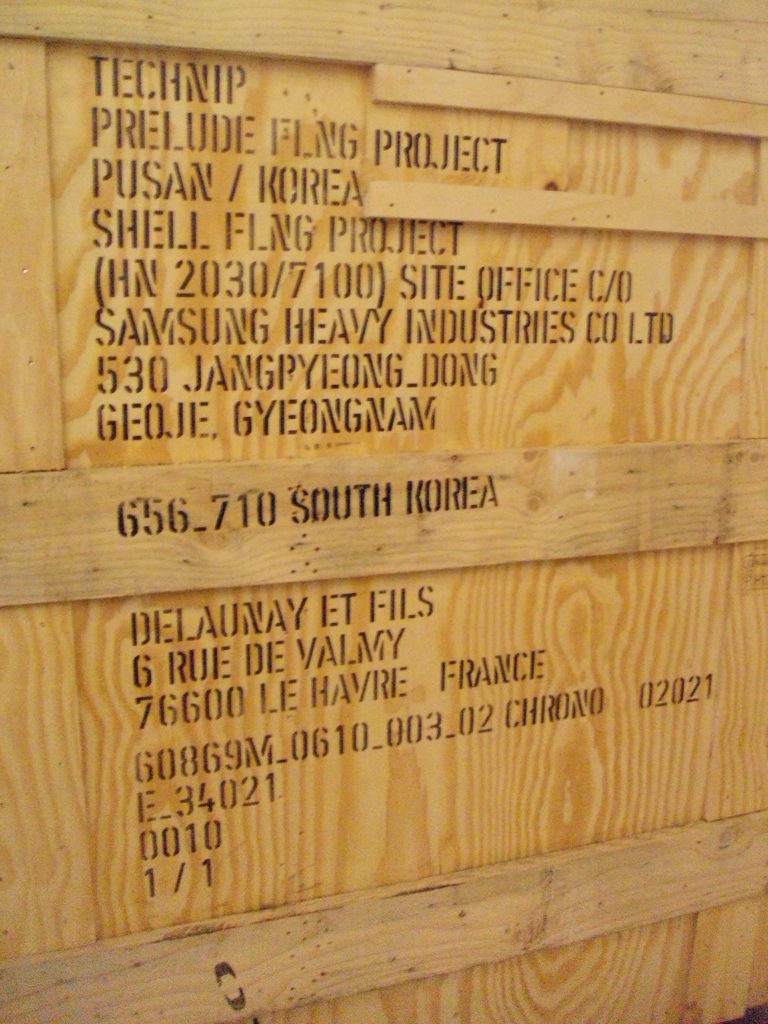 TECHNIP
PRELUDE FLNG PROJECT
PUSAN / KOREA
SHELL FLNG PROJECT
(HN 2030/7100) SITE OFFICE C/O
SAMSUNG HEAVY INDUSTRIES CO LTD
530 JANGPYEONG_DONG
GEOJE, GYEONGNAM
656_710 SOUTH KOREA
DELAUNAY ET FILS
6 RUE DE VALMY
76600 LE HAVRE FRANCE
60869M_0610_003_02 CHRONO 02021
E_34021
0010
1 / 1